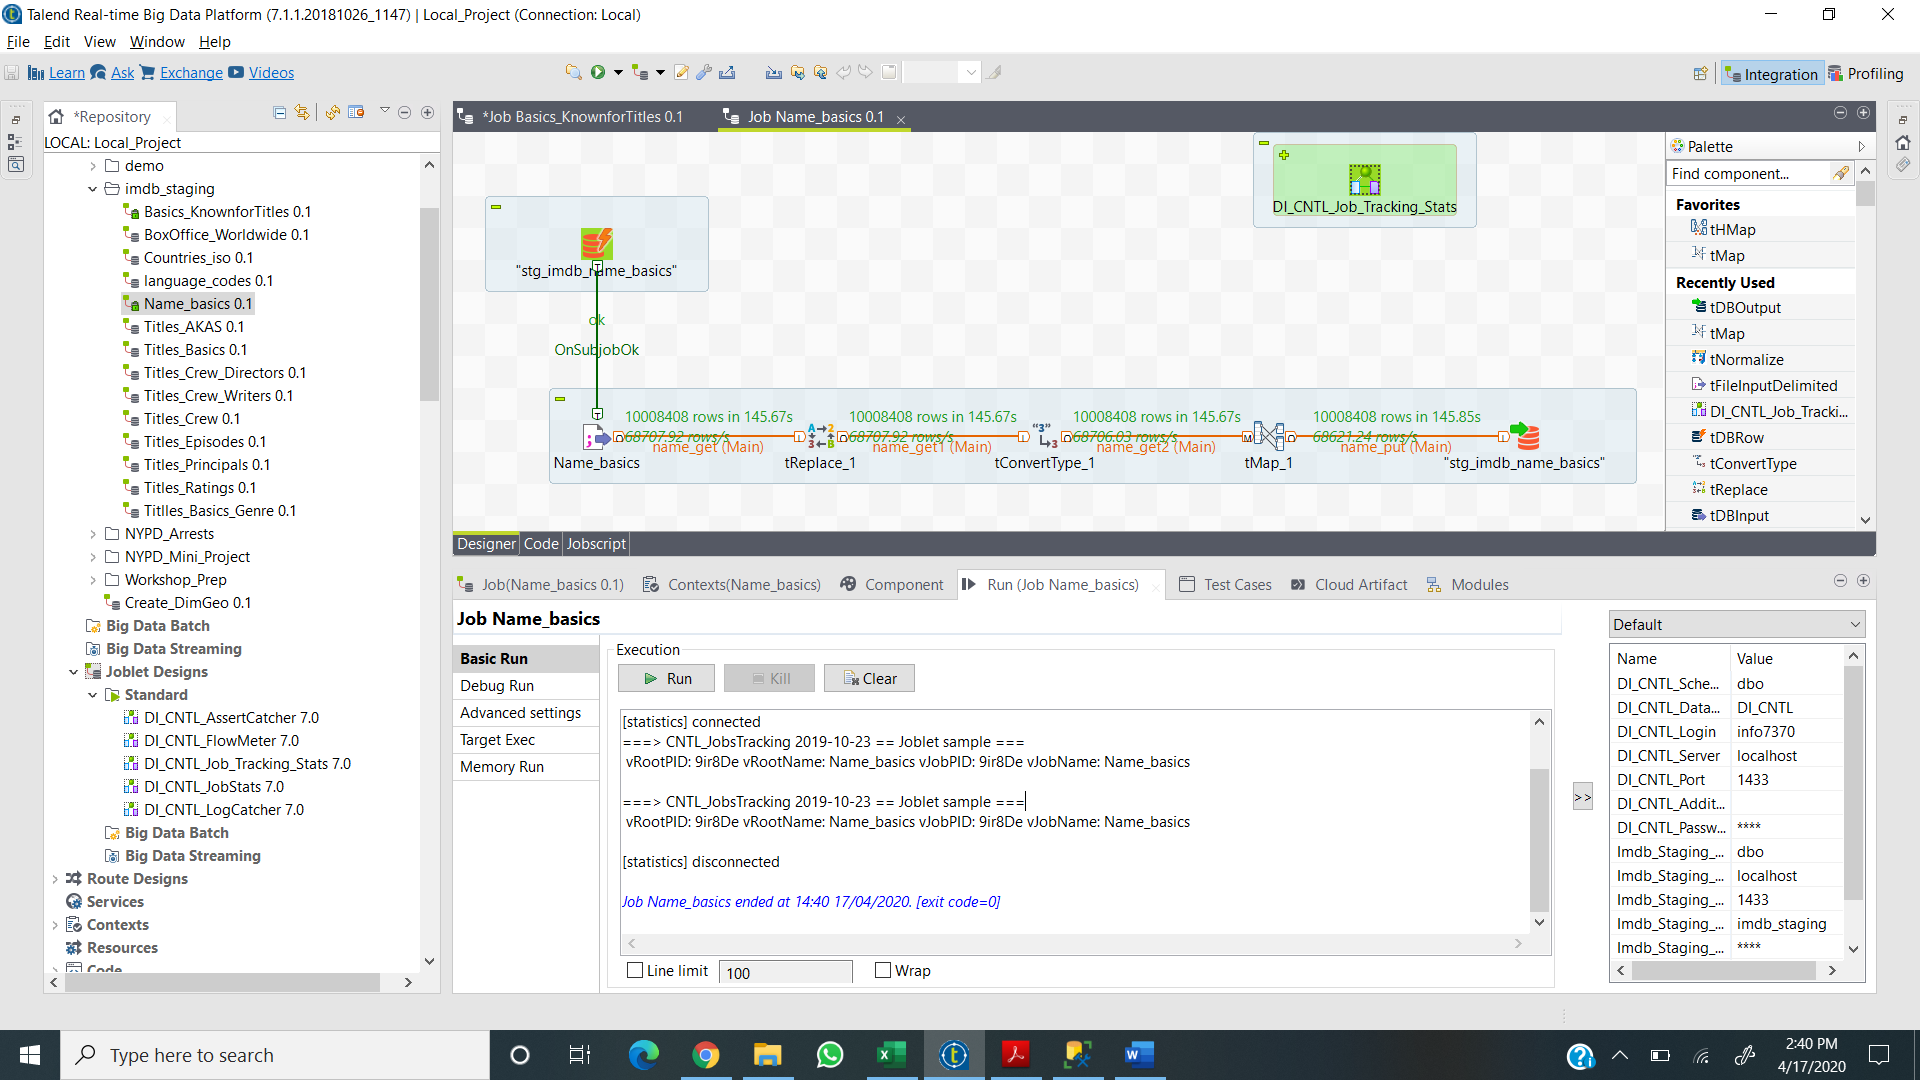 Talend Real-time Big Data Platform (7.1.1.20181026_1147) | Local_Project (Connection: Local)
File Edit View Window Help
Learn Ask Exchange Videos
Integration Profiling
*Repository
LOCAL: Local_Project
demo
imdb_staging
Basics_KnownforTitles 0.1
BoxOffice_Worldwide 0.1
Countries_iso 0.1
language_codes 0.1
Name_basics 0.1
Titles_AKAS 0.1
Titles_Basics 0.1
Titles_Crew_Directors 0.1
Titles_Crew_Writers 0.1
Titles_Crew 0.1
Titles_Episodes 0.1
Titles_Principals 0.1
Titles_Ratings 0.1
Titlles_Basics_Genre 0.1
NYPD_Arrests
NYPD_Mini_Project
Workshop_Prep
Create_DimGeo 0.1
Big Data Batch
Big Data Streaming
Joblet Designs
Standard
DI_CNTL_AssertCatcher 7.0
DI_CNTL_FlowMeter 7.0
DI_CNTL_Job_Tracking_Stats 7.0
DI_CNTL_JobStats 7.0
DI_CNTL_LogCatcher 7.0
Big Data Batch
Big Data Streaming
Route Designs
Services
Contexts
Resources
Code
*Job Basics_KnownforTitles 0.1 Job Name_basics 0.1
DI_CNTL_Job_Tracking_Stats
"stg_imdb_name_basics"
ok
OnSubjobOk
10008408 rows in 145.67s 10008408 rows in 145.67s 10008408 rows in 145.67s 10008408 rows in 145.85s
68707.92 rows/s 68707.92 rows/s 68706.03 rows/s 68621.24 rows/s
name_get (Main) name_get1 (Main) name_get2 (Main) name_put (Main)
Name_basics tReplace_1 tConvertType_1 tMap_1 "stg_imdb_name_basics"
Designer Code Jobscript
Palette
Find component...
Favorites
tHMap
tMap
Recently Used
tDBOutput
tMap
tNormalize
tFileInputDelimited
DI_CNTL_Job_Tracki...
tDBRow
tConvertType
tReplace
tDBInput
Job(Name_basics 0.1) Contexts(Name_basics) Component Run (Job Name_basics) Test Cases Cloud Artifact Modules
Job Name_basics
Basic Run
Debug Run
Advanced settings
Target Exec
Memory Run
Execution
Run Kill Clear
[statistics] connected
===> CNTL_JobsTracking 2019-10-23 == Joblet sample ===
vRootPID: 9ir8De vRootName: Name_basics vJobPID: 9ir8De vJobName: Name_basics
===> CNTL_JobsTracking 2019-10-23 == Joblet sample ===
vRootPID: 9ir8De vRootName: Name_basics vJobPID: 9ir8De vJobName: Name_basics
[statistics] disconnected
Job Name_basics ended at 14:40 17/04/2020. [exit code=0]
Line limit 100 Wrap
>>
Default
Name Value
DI_CNTL_Sche... dbo
DI_CNTL_Data... DI_CNTL
DI_CNTL_Login info7370
DI_CNTL_Server localhost
DI_CNTL_Port 1433
DI_CNTL_Addit...
DI_CNTL_Passw... ****
Imdb_Staging_... dbo
Imdb_Staging_... localhost
Imdb_Staging_... 1433
Imdb_Staging_... imdb_staging
Imdb_Staging_... ****
Type here to search
2:40 PM
4/17/2020